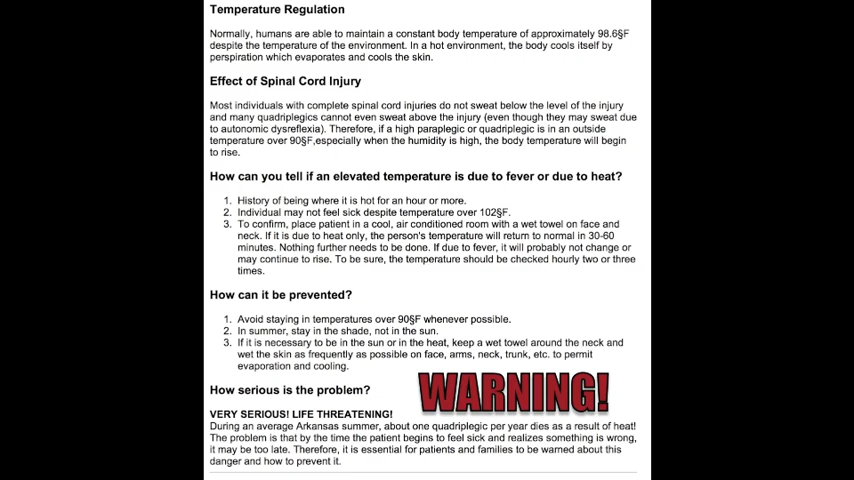 Temperature Regulation
Normally, humans are able to maintain a constant body temperature of approximately 98.6§F
despite the temperature of the environment. In a hot environment, the body cools itself by
perspiration which evaporates and cools the skin.
Effect of Spinal Cord Injury
Most individuals with complete spinal cord injuries do not sweat below the level of the injury
and many quadriplegics cannot even sweat above the injury (even though they may sweat due
to autonomic dysreflexia). Therefore, if a high paraplegic or quadriplegic is in an outside
temperature over 90§F,especially when the humidity is high, the body temperature will begin
to rise.
How can you tell if an elevated temperature is due to fever or due to heat?
1. History of being where it is hot for an hour or more.
2. Individual may not feel sick despite temperature over 102§F.
3. To confirm, place patient in a cool, air conditioned room with a wet towel on face and
neck. If it is due to heat only, the person's temperature will return to normal in 30-60
minutes. Nothing further needs to be done. If due to fever, it will probably not change or
may continue to rise. To be sure, the temperature should be checked hourly two or three
times.
How can it be prevented?
1. Avoid staying in temperatures over 90§F whenever possible.
2. In summer, stay in the shade, not in the sun.
3. If it is necessary to be in the sun or in the heat, keep a wet towel around the neck and
wet the skin as frequently as possible on face, arms, neck, trunk, etc. to permit
evaporation and cooling.
How serious is the problem?
WARNING!
VERY SERIOUS! LIFE THREATENING!
During an average Arkansas summer, about one quadriplegic per year dies as a result of heat!
The problem is that by the time the patient begins to feel sick and realizes something is wrong,
it may be too late. Therefore, it is essential for patients and families to be warned about this
danger and how to prevent it.